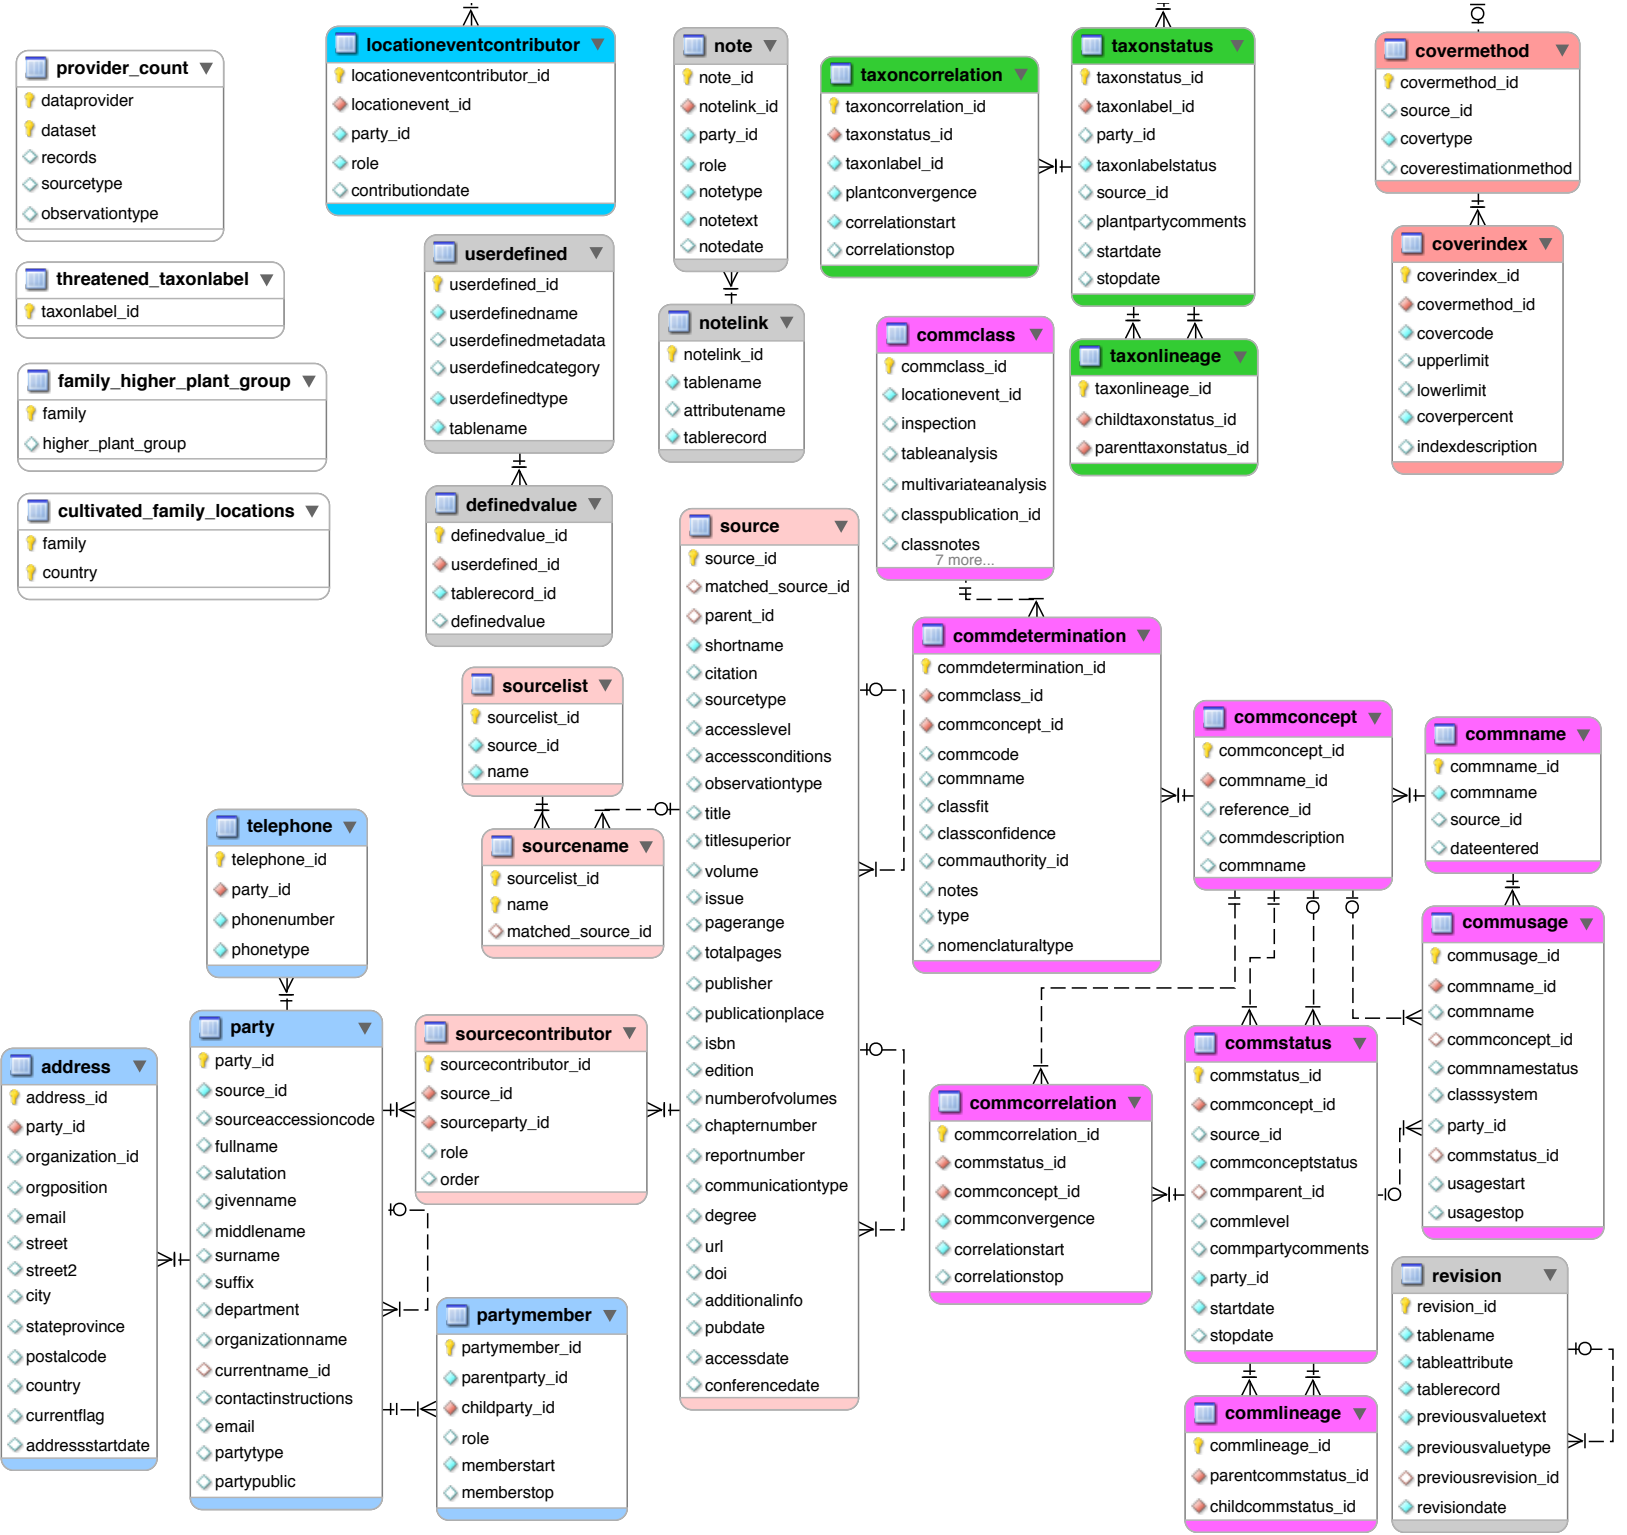 provider_count
dataprovider
dataset
records
sourcetype
observationtype
threatened_taxonlabel
taxonlabel_id
family_higher_plant_group
family
higher_plant_group
cultivated_family_locations
family
country
locationeventcontributor
locationeventcontributor_id
locationevent_id
party_id
role
contributiondate
userdefined
userdefined_id
userdefinedname
userdefinedmetadata
userdefinedcategory
userdefinedtype
tablename
definedvalue
definedvalue_id
userdefined_id
tablerecord_id
definedvalue
note
note_id
notelink_id
party_id
role
notetype
notetext
notedate
notelink
notelink_id
tablename
attributename
tablerecord
taxoncorrelation
taxoncorrelation_id
taxonstatus_id
taxonlabel_id
plantconvergence
correlationstart
correlationstop
taxonstatus
taxonstatus_id
taxonlabel_id
party_id
taxonlabelstatus
source_id
plantpartycomments
startdate
stopdate
taxonlineage
taxonlineage_id
childtaxonstatus_id
parenttaxonstatus_id
covermethod
covermethod_id
source_id
covertype
coverestimationmethod
coverindex
coverindex_id
covermethod_id
covercode
upperlimit
lowerlimit
coverpercent
indexdescription
commclass
commclass_id
locationevent_id
inspection
tableanalysis
multivariateanalysis
classpublication_id
classnotes
7 more...
source
source_id
matched_source_id
parent_id
shortname
citation
sourcetype
accesslevel
accessconditions
observationtype
title
titlesuperior
volume
issue
pagerange
totalpages
publisher
publicationplace
isbn
edition
numberofvolumes
chapternumber
reportnumber
communicationtype
degree
url
doi
additionalinfo
pubdate
accessdate
conferencedate
sourcelist
sourcelist_id
source_id
name
sourcename
sourcelist_id
name
matched_source_id
telephone
telephone_id
party_id
phonenumber
phonetype
address
address_id
party_id
organization_id
orgposition
email
street
street2
city
stateprovince
postalcode
country
currentflag
addressstartdate
party
party_id
source_id
sourceaccessioncode
fullname
salutation
givenname
middlename
surname
suffix
department
organizationname
currentname_id
contactinstructions
email
partytype
partypublic
sourcecontributor
sourcecontributor_id
source_id
sourceparty_id
role
order
partymember
partymember_id
parentparty_id
childparty_id
role
memberstart
memberstop
commdetermination
commdetermination_id
commclass_id
commconcept_id
commcode
commname
classfit
classconfidence
commauthority_id
notes
type
nomenclaturaltype
commconcept
commconcept_id
commname_id
reference_id
commdescription
commname
commname
commname_id
commname
source_id
dateentered
commusage
commusage_id
commname_id
commname
commconcept_id
commnamestatus
classsystem
party_id
commstatus_id
usagestart
usagestop
commcorrelation
commcorrelation_id
commstatus_id
commconcept_id
commconvergence
correlationstart
correlationstop
commstatus
commstatus_id
commconcept_id
source_id
commconceptstatus
commparent_id
commlevel
commpartycomments
party_id
startdate
stopdate
commlineage
commlineage_id
parentcommstatus_id
childcommstatus_id
revision
revision_id
tablename
tableattribute
tablerecord
previousvaluetext
previousvaluetype
previousrevision_id
revisiondate